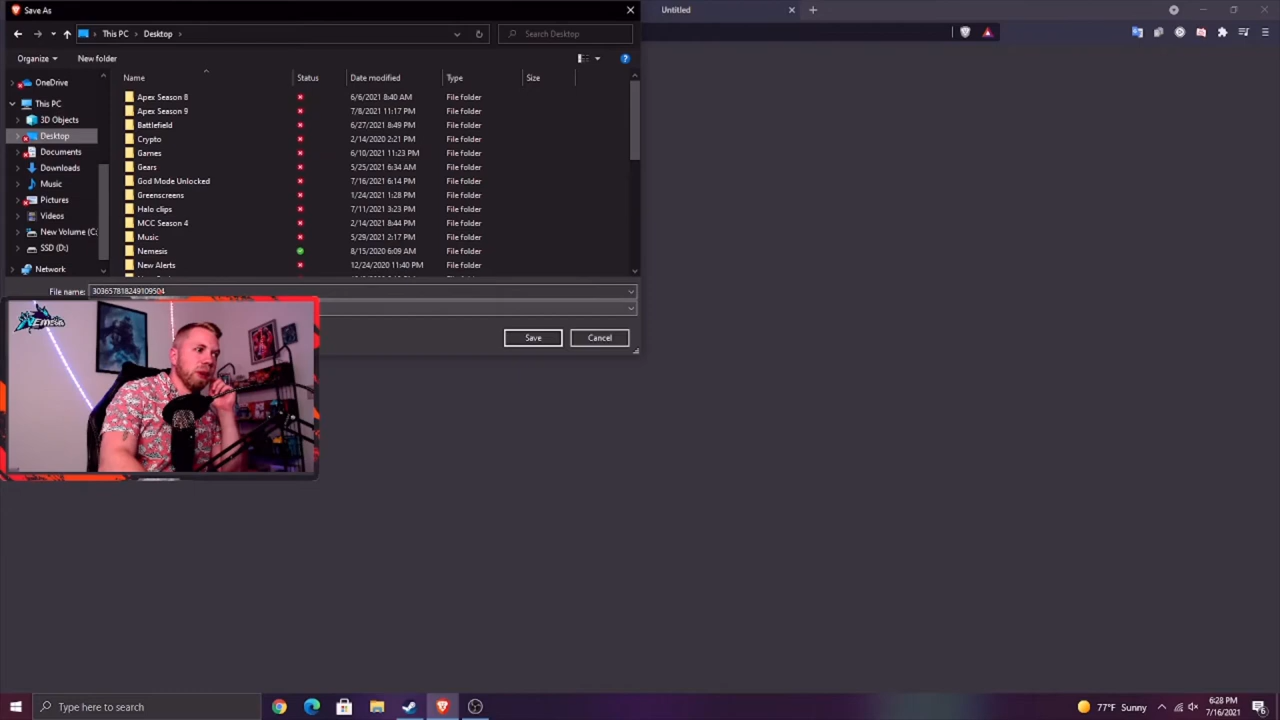 Save As
Untitled
This PC
Desktop
Search Desktop
Organize
New folder
Name
Status
Date modified
Type
Size
OneDrive
This PC
3D Objects
Desktop
Documents
Downloads
Music
Pictures
Videos
New Volume (C:
SSD (D:)
Network
Apex Season 8 6/6/2021 8:40 AM File folder
Apex Season 9 7/8/2021 11:17 PM File folder
Battlefield 6/27/2021 8:49 PM File folder
Crypto 2/14/2020 2:21 PM File folder
Games 6/10/2021 11:23 PM File folder
Gears 5/25/2021 6:34 AM File folder
God Mode Unlocked 7/16/2021 6:14 PM File folder
Greenscreens 1/24/2021 1:28 PM File folder
Halo clips 7/11/2021 3:23 PM File folder
MCC Season 4 2/14/2021 8:44 PM File folder
Music 5/29/2021 2:17 PM File folder
Nemesis 8/15/2020 6:09 AM File folder
New Alerts 12/24/2020 11:40 PM File folder
File name: 303657818249109504
Save
Cancel
Type here to search
77°F Sunny
6:28 PM
7/16/2021
6